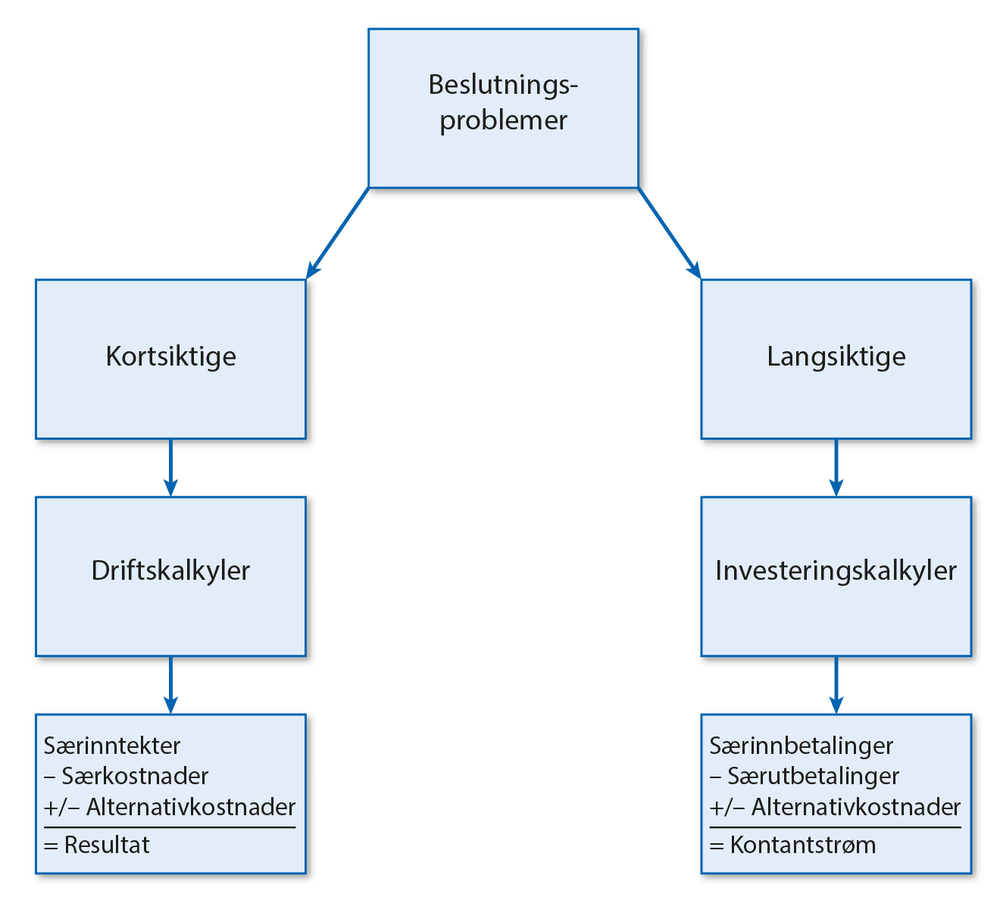 Beslutnings-
problemer
Kortsiktige
Langsiktige
Driftskalkyler
Investeringskalkyler
Særinntekter
– Særkostnader
+/– Alternativkostnader
= Resultat
Særinnbetalinger
– Særutbetalinger
+/– Alternativkostnader
= Kontantstrøm